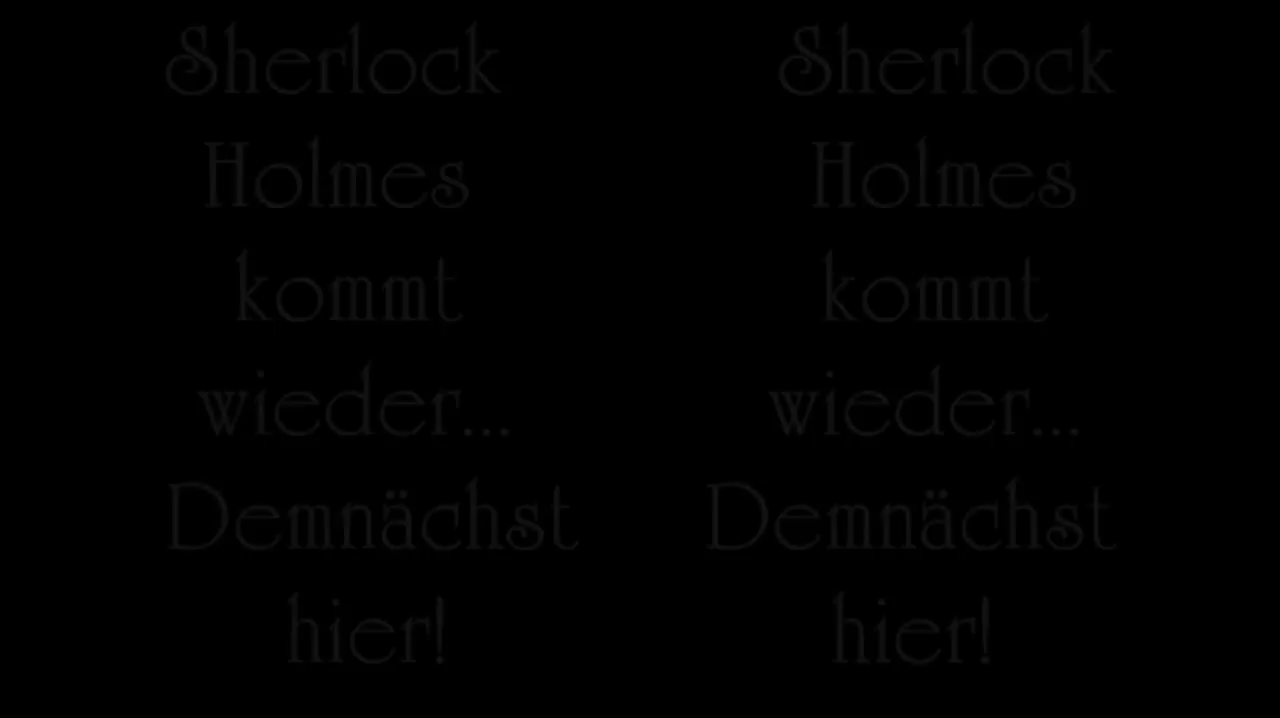 Sherlock Sherlock
Holmes Holmes
kommt kommt
wieder... wieder...
Demnächst Demnächst
hier! hier!